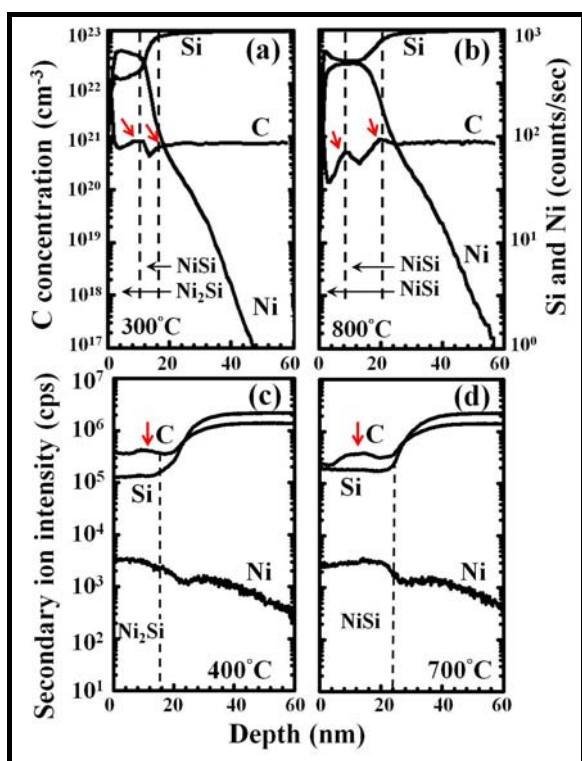 C concentration (cm⁻³)
10²³
10²²
10²¹
10²⁰
10¹⁹
10¹⁸
10¹⁷
Si (a)
C
NiSi
Ni₂Si
Ni
300°C
0 20 40 60
Si (b)
C
NiSi
NiSi
Ni
800°C
0 20 40 60
10³
10²
10¹
10⁰
Si and Ni (counts/sec)
Secondary ion intensity (cps)
10⁷
10⁶
10⁵
10⁴
10³
10²
10¹
(c)
C
Si
Ni
Ni₂Si
400°C
0 20 40 60
(d)
C
Si
Ni
NiSi
700°C
0 20 40 60
Depth (nm)